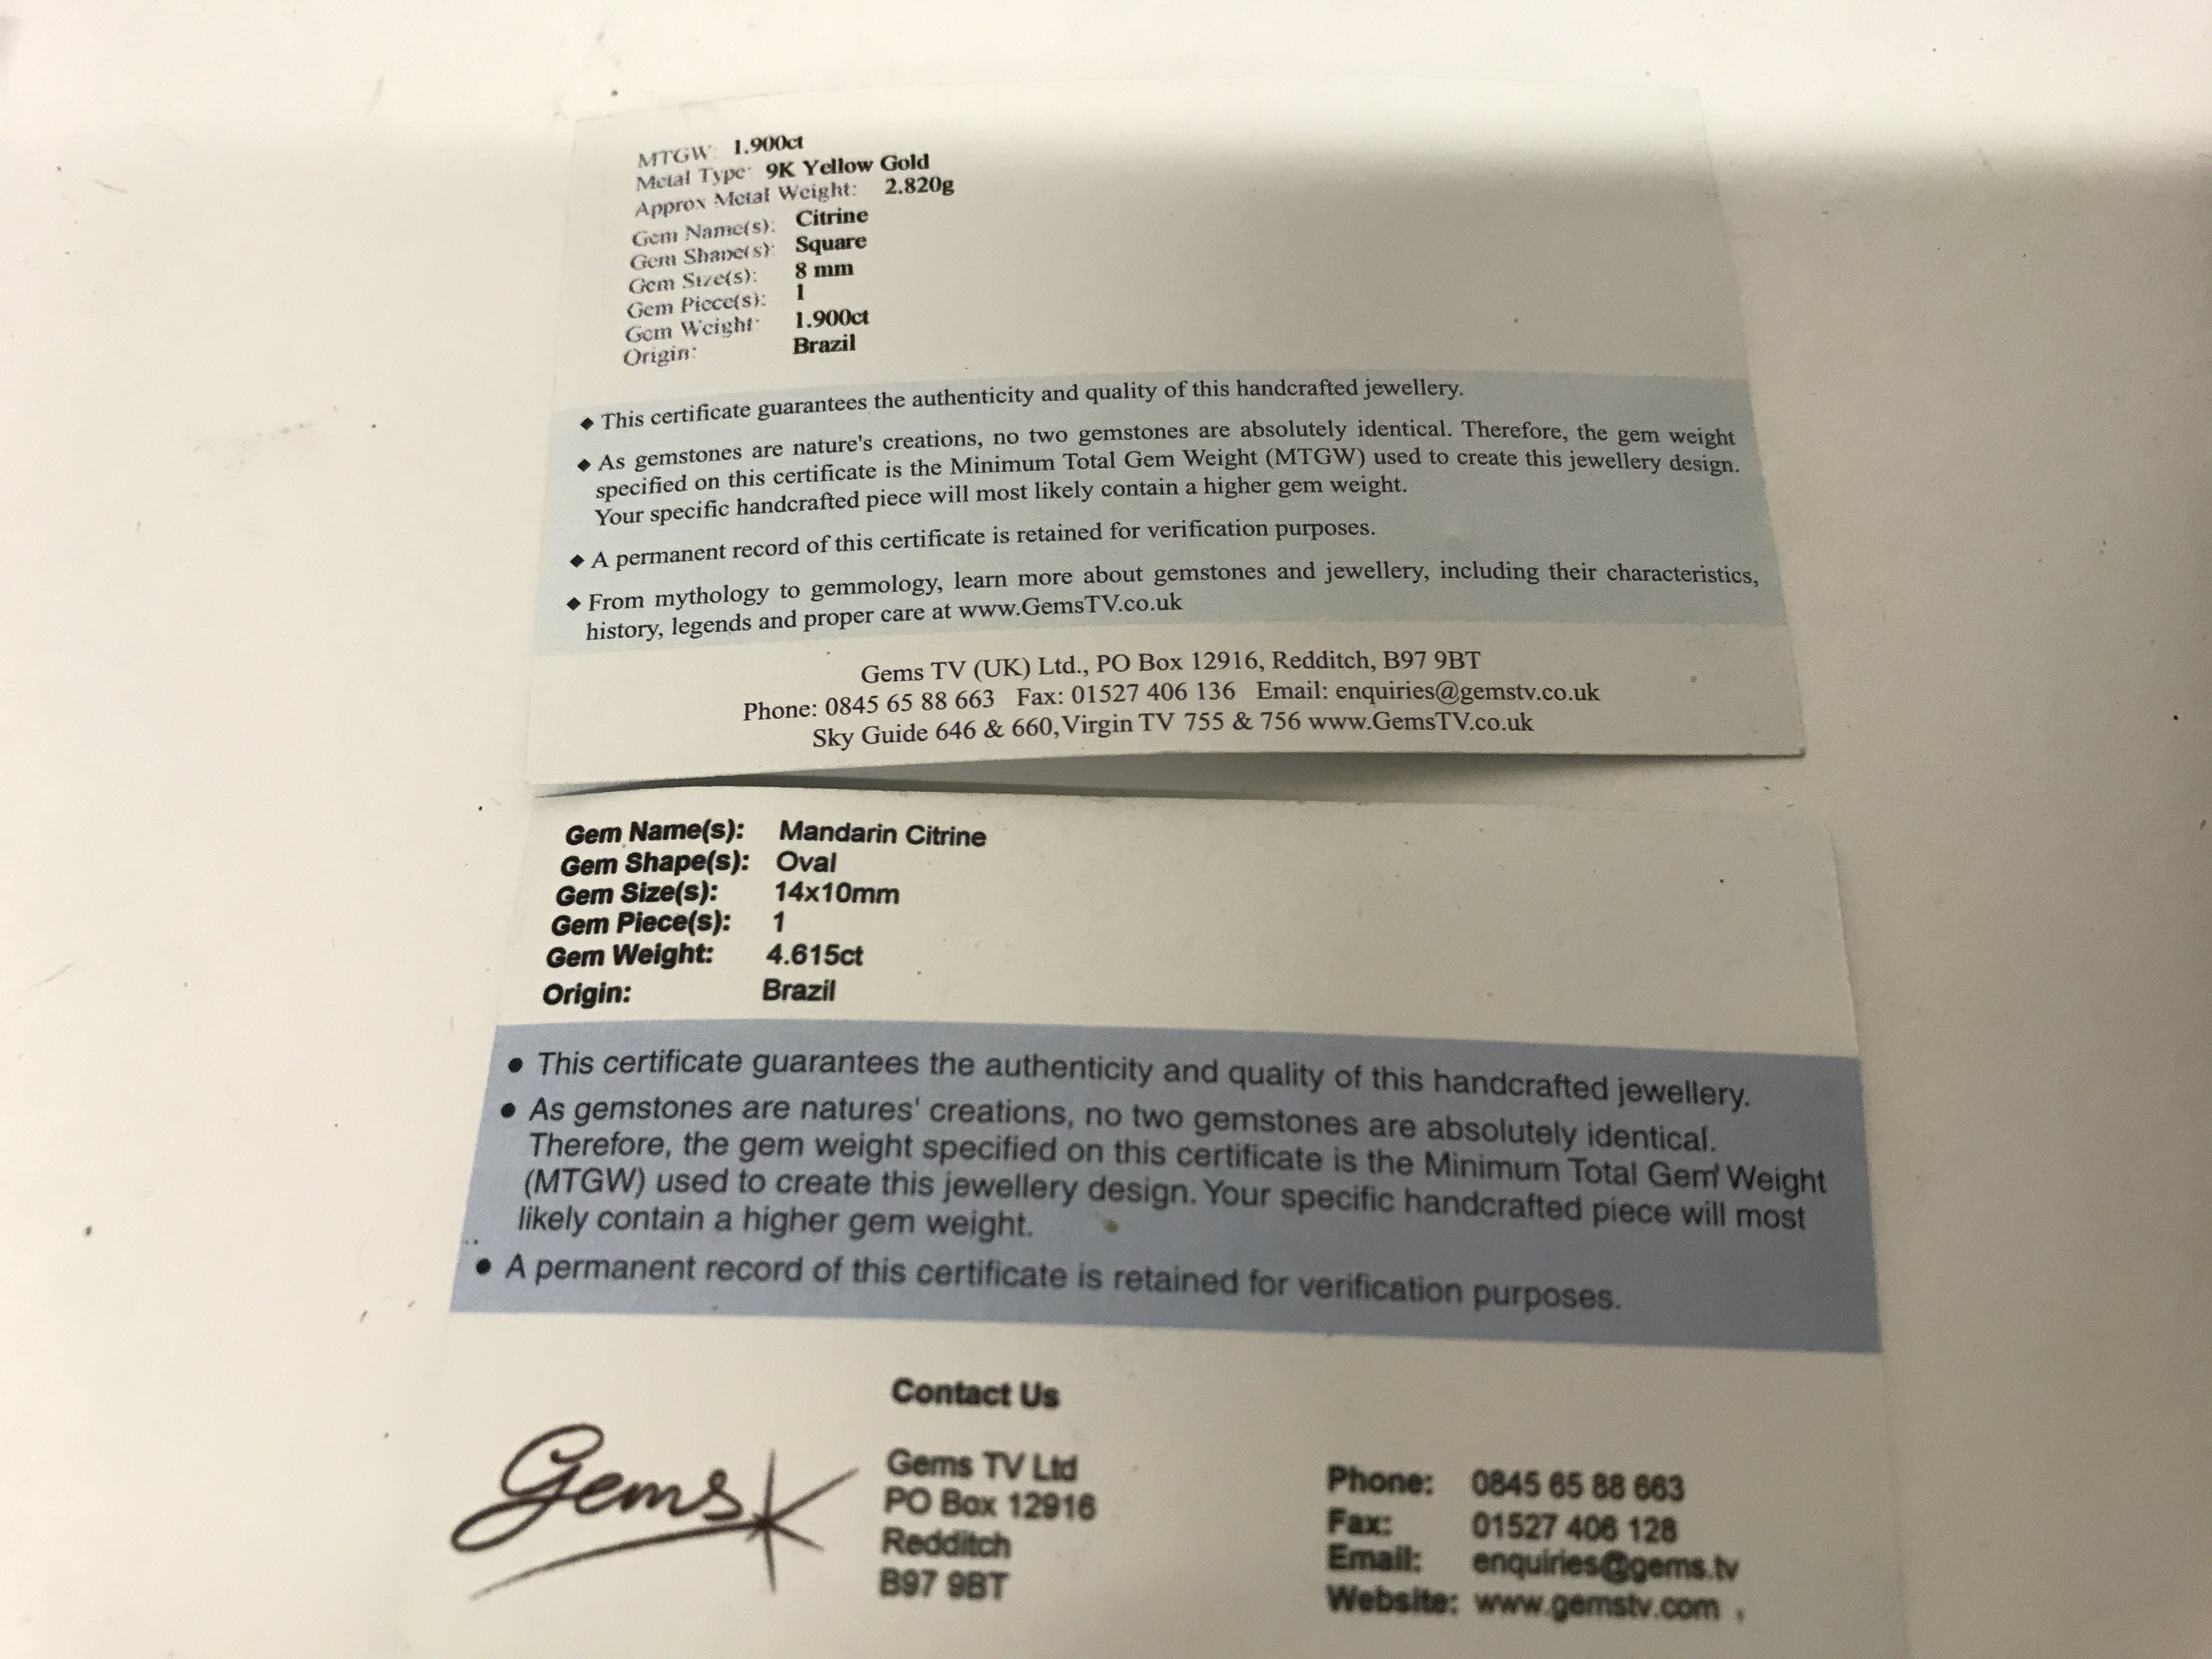 MTGW: 1.900ct
Metal Type: 9K Yellow Gold
Approx Metal Weight: 2.820g
Gem Name(s): Citrine
Gem Shape(s): Square
Gem Size(s): 8 mm
Gem Piece(s): 1
Gem Weight: 1.900ct
Origin: Brazil
◆ This certificate guarantees the authenticity and quality of this handcrafted jewellery.
◆ As gemstones are nature's creations, no two gemstones are absolutely identical. Therefore, the gem weight
specified on this certificate is the Minimum Total Gem Weight (MTGW) used to create this jewellery design.
Your specific handcrafted piece will most likely contain a higher gem weight.
◆ A permanent record of this certificate is retained for verification purposes.
◆ From mythology to gemmology, learn more about gemstones and jewellery, including their characteristics,
history, legends and proper care at www.GemsTV.co.uk
Gems TV (UK) Ltd., PO Box 12916, Redditch, B97 9BT
Phone: 0845 65 88 663 Fax: 01527 406 136 Email: enquiries@gemstv.co.uk
Sky Guide 646 & 660, Virgin TV 755 & 756 www.GemsTV.co.uk
Gem Name(s): Mandarin Citrine
Gem Shape(s): Oval
Gem Size(s): 14x10mm
Gem Piece(s): 1
Gem Weight: 4.615ct
Origin: Brazil
● This certificate guarantees the authenticity and quality of this handcrafted jewellery.
● As gemstones are natures' creations, no two gemstones are absolutely identical.
Therefore, the gem weight specified on this certificate is the Minimum Total Gem Weight
(MTGW) used to create this jewellery design. Your specific handcrafted piece will most
likely contain a higher gem weight.
● A permanent record of this certificate is retained for verification purposes.
Gems
Contact Us
Gems TV Ltd
PO Box 12916
Redditch
B97 9BT
Phone: 0845 65 88 663
Fax: 01527 406 128
Email: enquiries@gems.tv
Website: www.gemstv.com